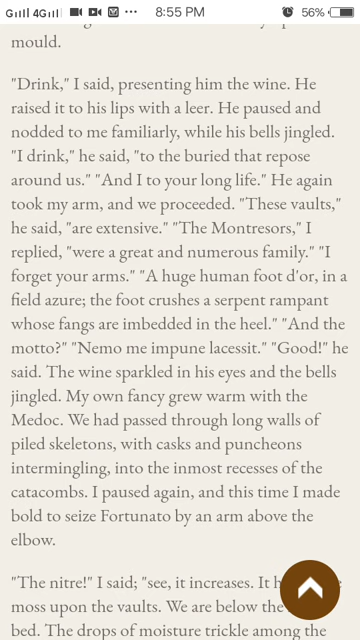 4G
8:55 PM
56%
mould.
"Drink," I said, presenting him the wine. He
raised it to his lips with a leer. He paused and
nodded to me familiarly, while his bells jingled.
"I drink," he said, "to the buried that repose
around us." "And I to your long life." He again
took my arm, and we proceeded. "These vaults,"
he said, "are extensive." "The Montresors," I
replied, "were a great and numerous family." "I
forget your arms." "A huge human foot d'or, in a
field azure; the foot crushes a serpent rampant
whose fangs are imbedded in the heel." "And the
motto?" "Nemo me impune lacessit." "Good!" he
said. The wine sparkled in his eyes and the bells
jingled. My own fancy grew warm with the
Medoc. We had passed through long walls of
piled skeletons, with casks and puncheons
intermingling, into the inmost recesses of the
catacombs. I paused again, and this time I made
bold to seize Fortunato by an arm above the
elbow.
"The nitre!" I said; "see, it increases. It
moss upon the vaults. We are below the
bed. The drops of moisture trickle among the